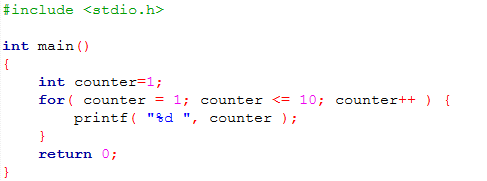 #include <stdio.h>

int main()
{
    int counter=1;
    for( counter = 1; counter <= 10; counter++ ) {
        printf( "%d ", counter );
    }
    return 0;
}